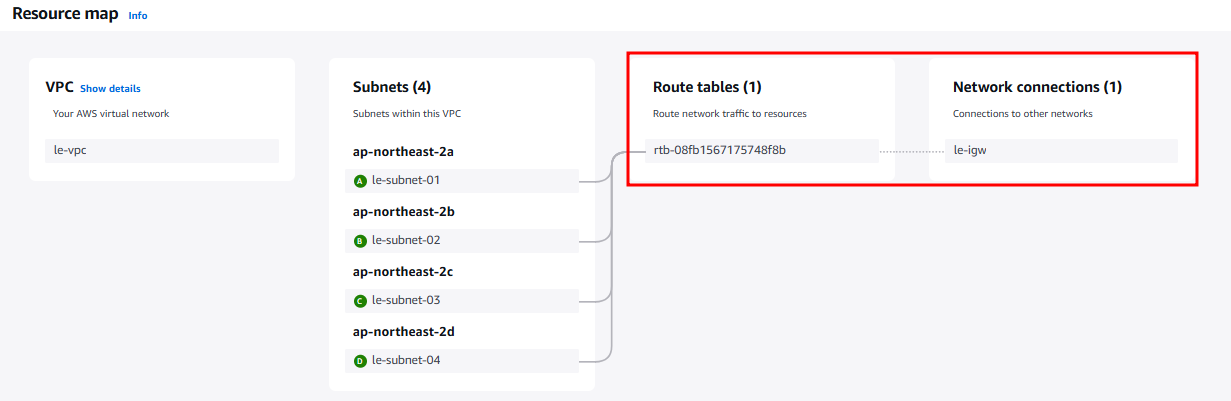 Resource map Info
VPC Show details
Your AWS virtual network
le-vpc
Subnets (4)
Subnets within this VPC
ap-northeast-2a
A le-subnet-01
ap-northeast-2b
B le-subnet-02
ap-northeast-2c
C le-subnet-03
ap-northeast-2d
D le-subnet-04
Route tables (1)
Route network traffic to resources
rtb-08fb1567175748f8b
Network connections (1)
Connections to other networks
le-igw